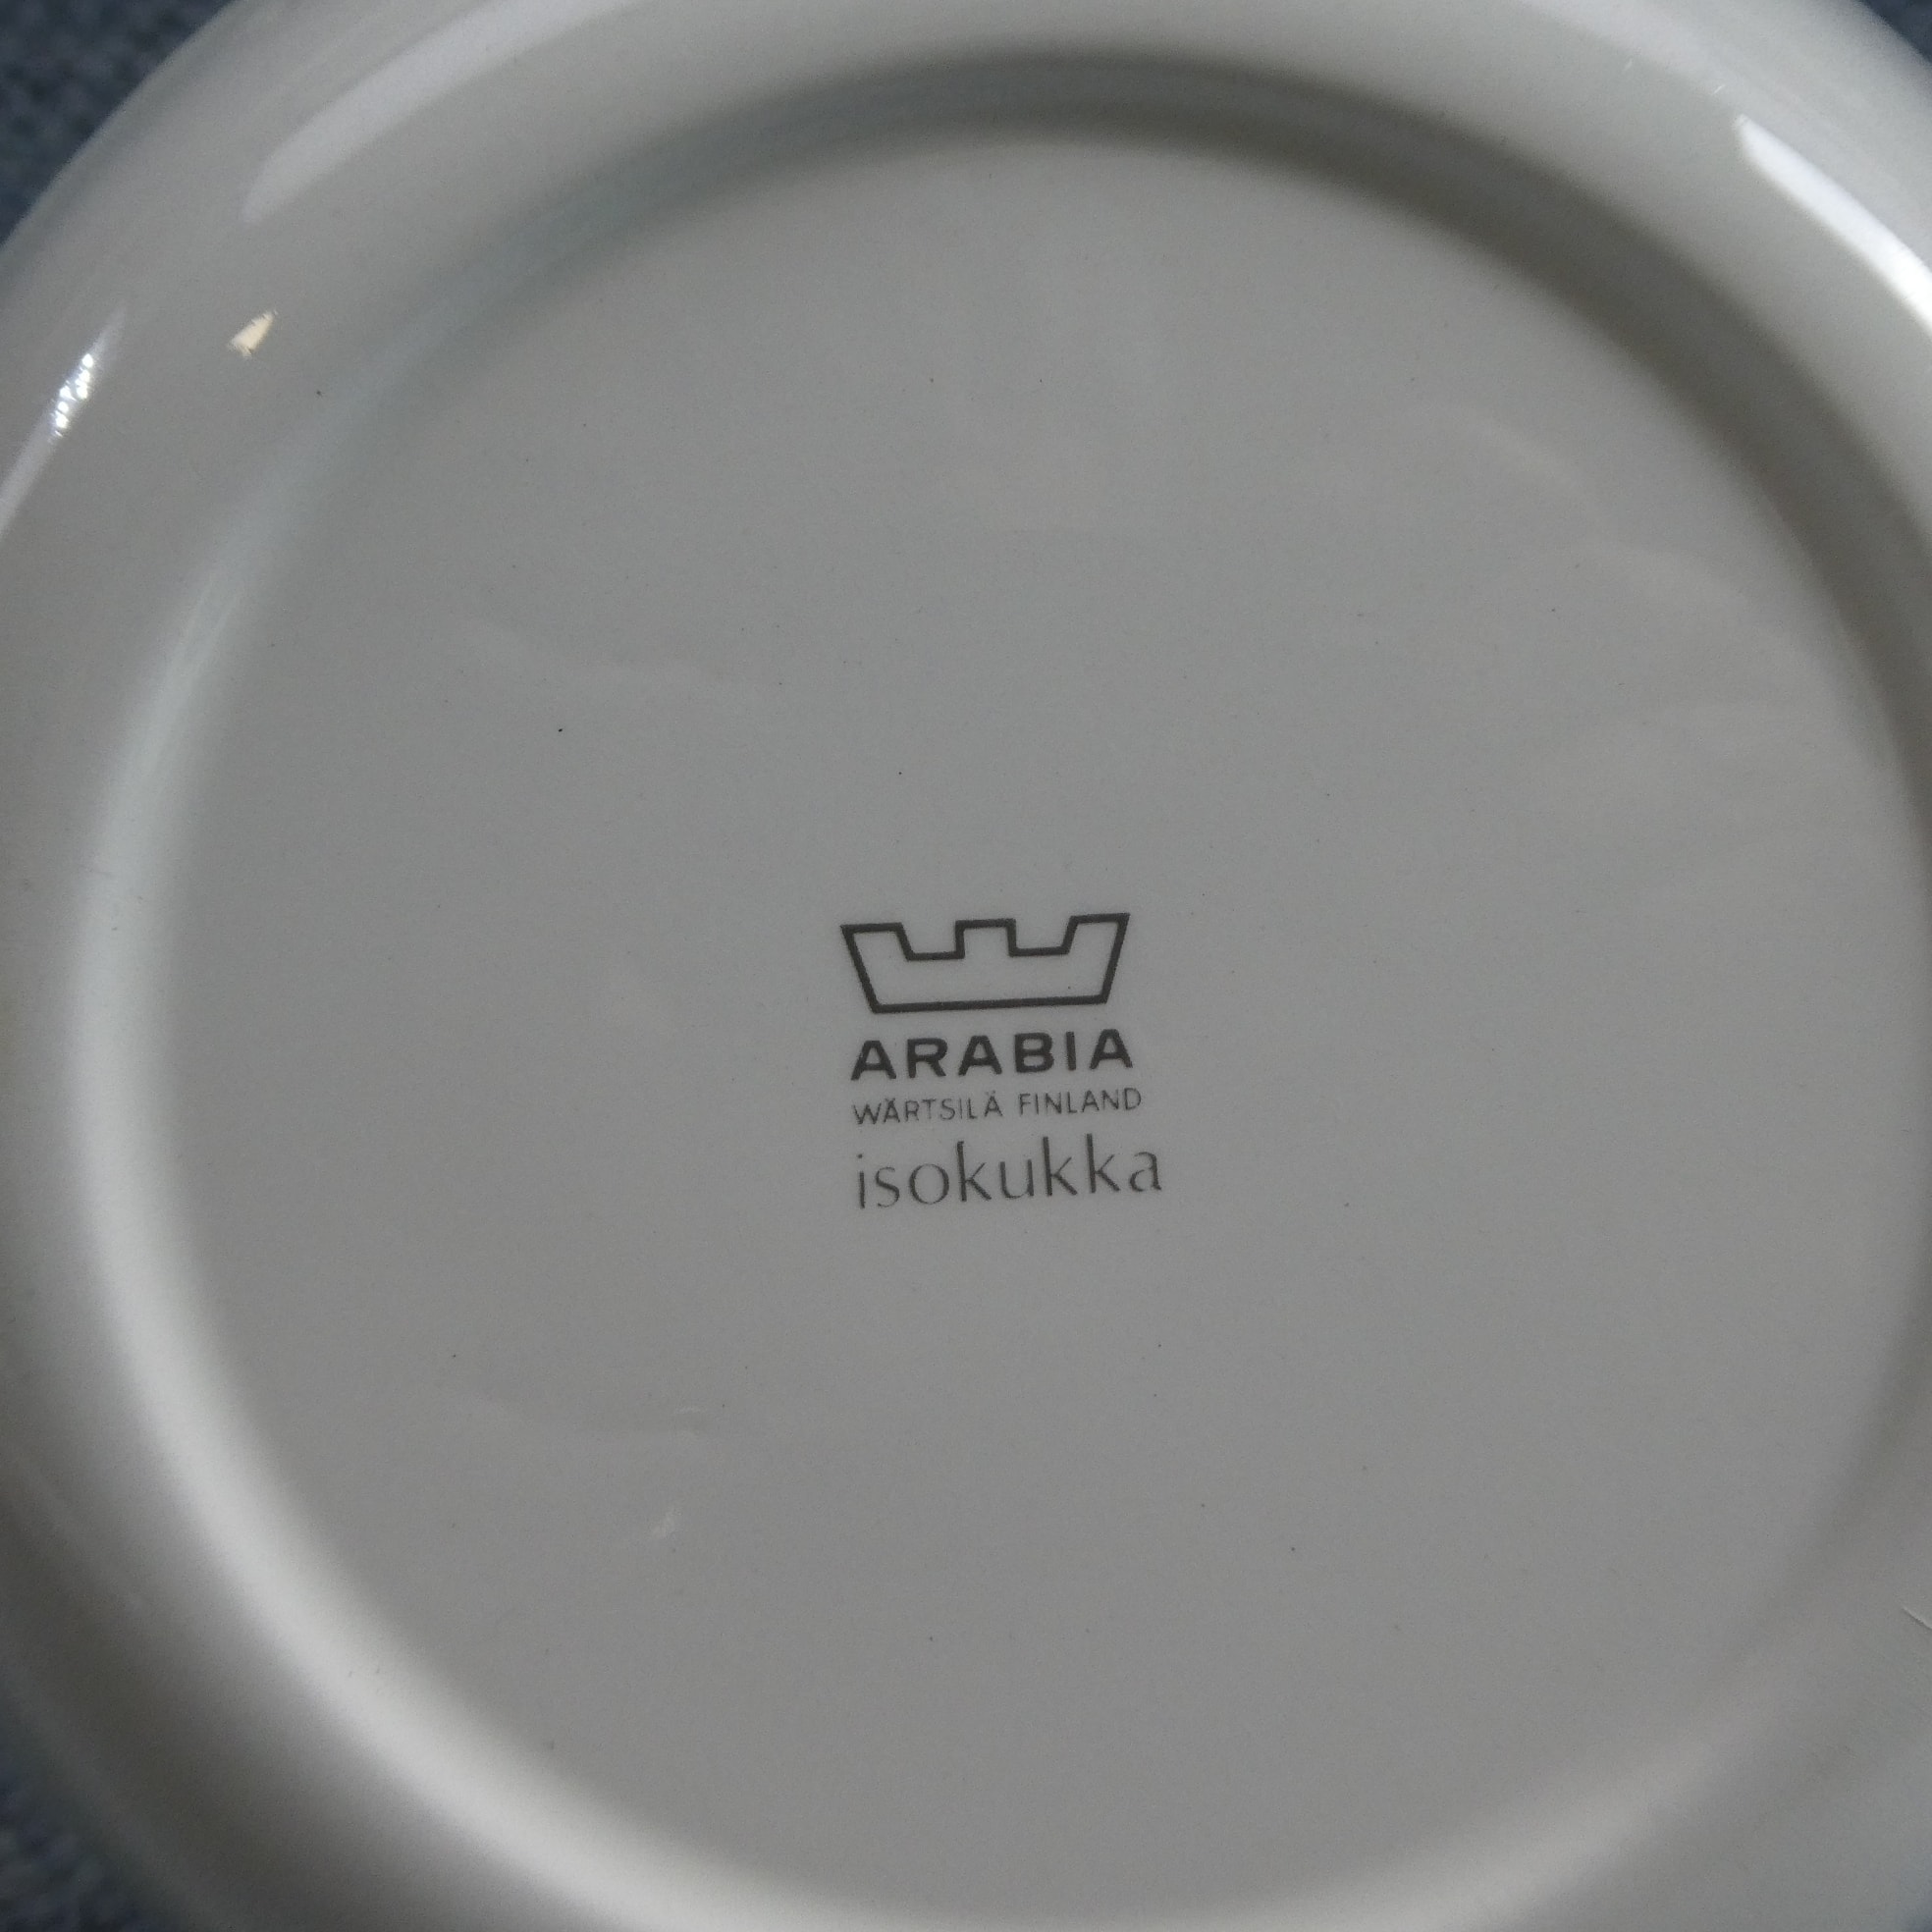 ARABIA
WÄRTSILÄ FINLAND
isokukka